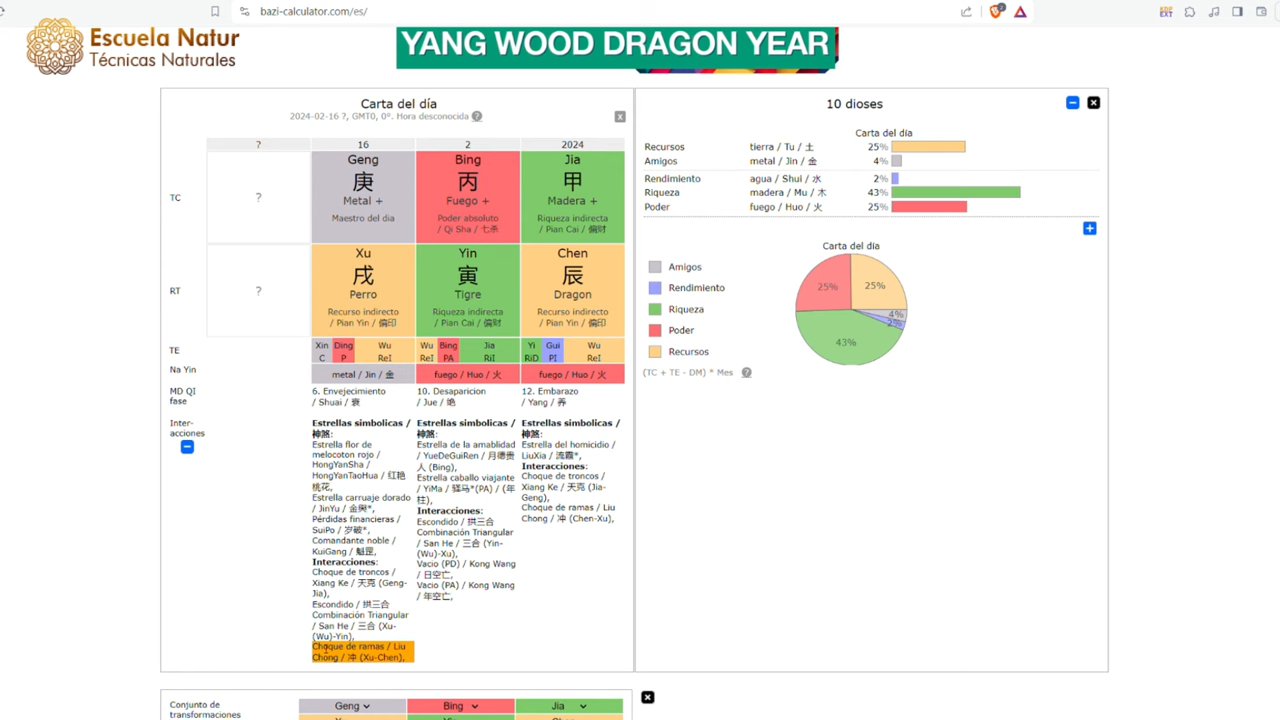 bazi-calculator.com/es/
Escuela Natur
Técnicas Naturales
YANG WOOD DRAGON YEAR
Carta del día
2024-02-16 ?, GMT0, 0°. Hora desconocida ?
x
? 16 2 2024
TC
?
Geng
庚
Metal +
Maestro del dia
Bing
丙
Fuego +
Poder absoluto
/ Qi Sha / 七杀
Jia
甲
Madera +
Riqueza indirecta
/ Pian Cai / 偏财
RT
?
Xu
戌
Perro
Recurso indirecto
/ Pian Yin / 偏印
Yin
寅
Tigre
Riqueza indirecta
/ Pian Cai / 偏财
Chen
辰
Dragon
Recurso indirecto
/ Pian Yin / 偏印
TE
Xin Ding Wu Wu Bing Jia Yi Gui Wu
C P ReI ReI PA RiI RiD PI ReI
Na Yin
metal / Jin / 金 fuego / Huo / 火 fuego / Huo / 火
MD QI
fase
6. Envejecimiento
/ Shuai / 衰
10. Desaparicion
/ Jue / 绝
12. Embarazo
/ Yang / 养
Inter-
acciones
Estrellas simbolicas /
神煞:
Estrella flor de
melocoton rojo /
HongYanSha /
HongYanTaoHua / 红艳
桃花,
Estrella carruaje dorado
/ JinYu / 金舆*,
Pérdidas financieras /
SuiPo / 岁破*,
Comandante noble /
KuiGang / 魁罡,
Interacciones:
Choque de troncos /
Xiang Ke / 天克 (Geng-
Jia),
Escondido / 拱三合
Combinación Triangular
/ San He / 三合 (Xu-
(Wu)-Yin),
Choque de ramas / Liu
Chong / 冲 (Xu-Chen),
Estrellas simbolicas /
神煞:
Estrella de la amabilidad
/ YueDeGuiRen / 月德贵
人 (Bing),
Estrella caballo viajante
/ YiMa / 驿马*(PA) / (年
柱),
Interacciones:
Escondido / 拱三合
Combinación Triangular
/ San He / 三合 (Yin-
(Wu)-Xu),
Vacio (PD) / Kong Wang
/ 日空亡,
Vacio (PA) / Kong Wang
/ 年空亡,
Estrellas simbolicas /
神煞:
Estrella del homicidio /
LiuXia / 流霞*,
Interacciones:
Choque de troncos /
Xiang Ke / 天克 (Jia-
Geng),
Choque de ramas / Liu
Chong / 冲 (Chen-Xu),
10 dioses
Carta del día
Recursos tierra / Tu / 土 25%
Amigos metal / Jin / 金 4%
Rendimiento agua / Shui / 水 2%
Riqueza madera / Mu / 木 43%
Poder fuego / Huo / 火 25%
Carta del día
Amigos
Rendimiento
Riqueza
Poder
Recursos
25%
25%
4%
2%
43%
(TC + TE - DM) * Mes ?
Conjunto de
transformaciones
Geng Bing Jia